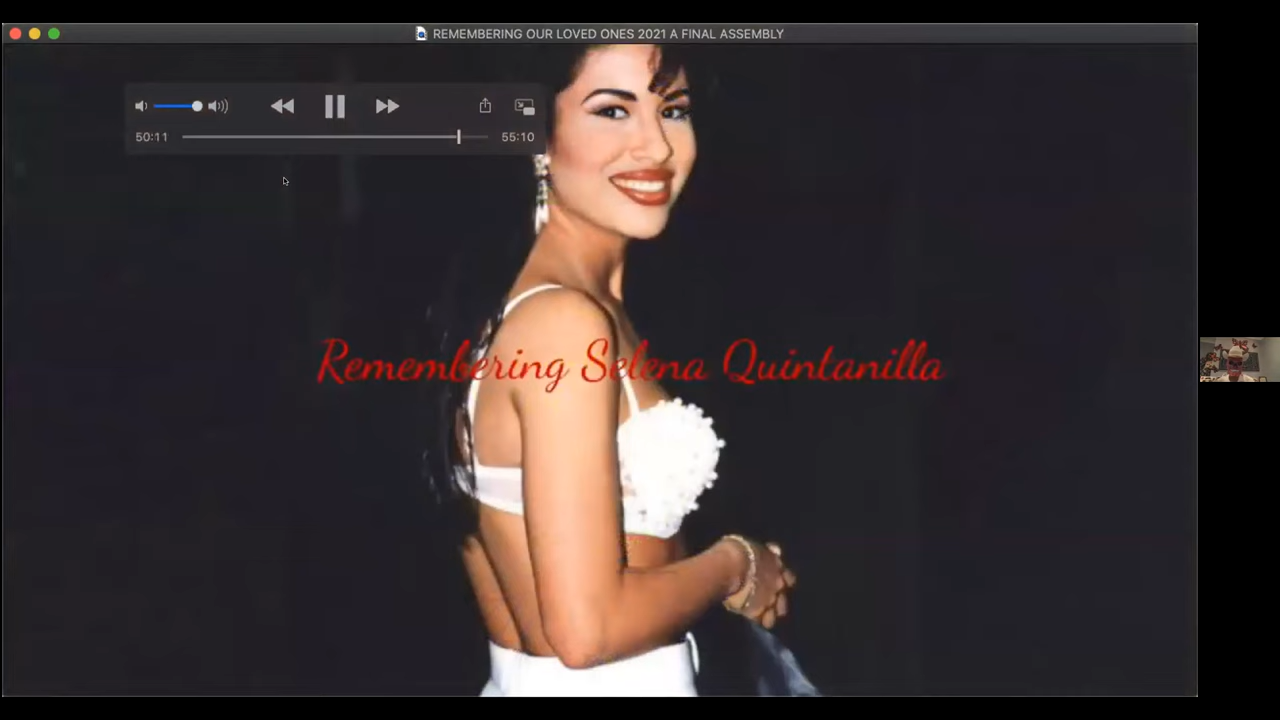 REMEMBERING OUR LOVED ONES 2021 A FINAL ASSEMBLY
50:11
55:10
Remembering Selena Quintanilla